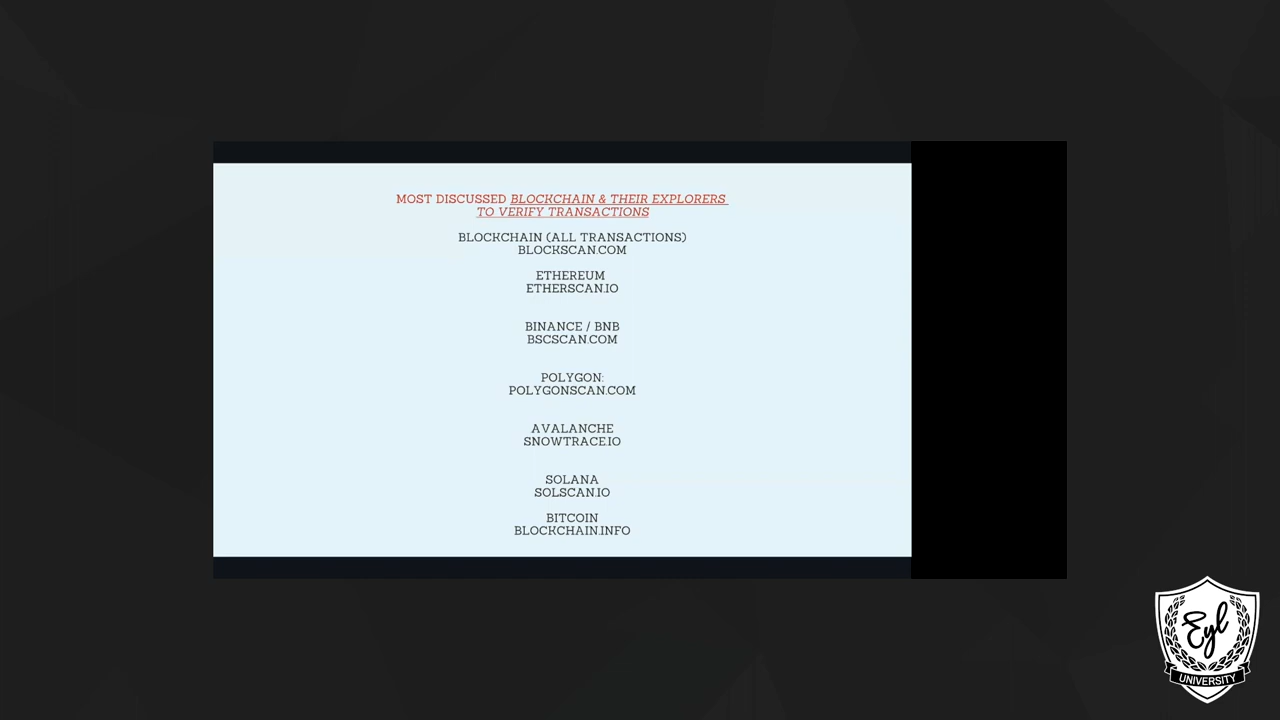 MOST DISCUSSED BLOCKCHAIN & THEIR EXPLORERS
TO VERIFY TRANSACTIONS
BLOCKCHAIN (ALL TRANSACTIONS)
BLOCKSCAN.COM
ETHEREUM
ETHERSCAN.IO
BINANCE / BNB
BSCSCAN.COM
POLYGON:
POLYGONSCAN.COM
AVALANCHE
SNOWTRACE.IO
SOLANA
SOLSCAN.IO
BITCOIN
BLOCKCHAIN.INFO
Eyl
UNIVERSITY